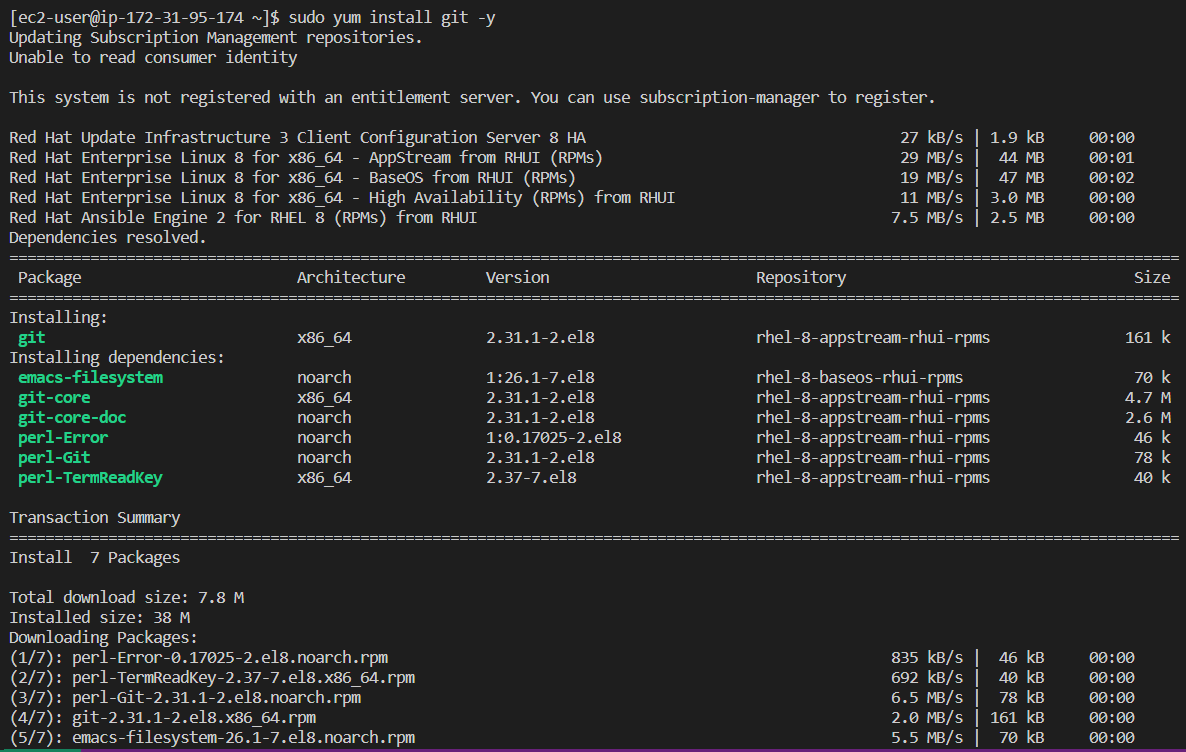 [ec2-user@ip-172-31-95-174 ~]$ sudo yum install git -y
Updating Subscription Management repositories.
Unable to read consumer identity
This system is not registered with an entitlement server. You can use subscription-manager to register.
Red Hat Update Infrastructure 3 Client Configuration Server 8 HA 27 kB/s | 1.9 kB 00:00
Red Hat Enterprise Linux 8 for x86_64 - AppStream from RHUI (RPMs) 29 MB/s | 44 MB 00:01
Red Hat Enterprise Linux 8 for x86_64 - BaseOS from RHUI (RPMs) 19 MB/s | 47 MB 00:02
Red Hat Enterprise Linux 8 for x86_64 - High Availability (RPMs) from RHUI 11 MB/s | 3.0 MB 00:00
Red Hat Ansible Engine 2 for RHEL 8 (RPMs) from RHUI 7.5 MB/s | 2.5 MB 00:00
Dependencies resolved.
================================================================================
Package Architecture Version Repository Size
================================================================================
Installing:
git x86_64 2.31.1-2.el8 rhel-8-appstream-rhui-rpms 161 k
Installing dependencies:
emacs-filesystem noarch 1:26.1-7.el8 rhel-8-baseos-rhui-rpms 70 k
git-core x86_64 2.31.1-2.el8 rhel-8-appstream-rhui-rpms 4.7 M
git-core-doc noarch 2.31.1-2.el8 rhel-8-appstream-rhui-rpms 2.6 M
perl-Error noarch 1:0.17025-2.el8 rhel-8-appstream-rhui-rpms 46 k
perl-Git noarch 2.31.1-2.el8 rhel-8-appstream-rhui-rpms 78 k
perl-TermReadKey x86_64 2.37-7.el8 rhel-8-appstream-rhui-rpms 40 k
Transaction Summary
================================================================================
Install 7 Packages
Total download size: 7.8 M
Installed size: 38 M
Downloading Packages:
(1/7): perl-Error-0.17025-2.el8.noarch.rpm 835 kB/s | 46 kB 00:00
(2/7): perl-TermReadKey-2.37-7.el8.x86_64.rpm 692 kB/s | 40 kB 00:00
(3/7): perl-Git-2.31.1-2.el8.noarch.rpm 6.5 MB/s | 78 kB 00:00
(4/7): git-2.31.1-2.el8.x86_64.rpm 2.0 MB/s | 161 kB 00:00
(5/7): emacs-filesystem-26.1-7.el8.noarch.rpm 5.5 MB/s | 70 kB 00:00